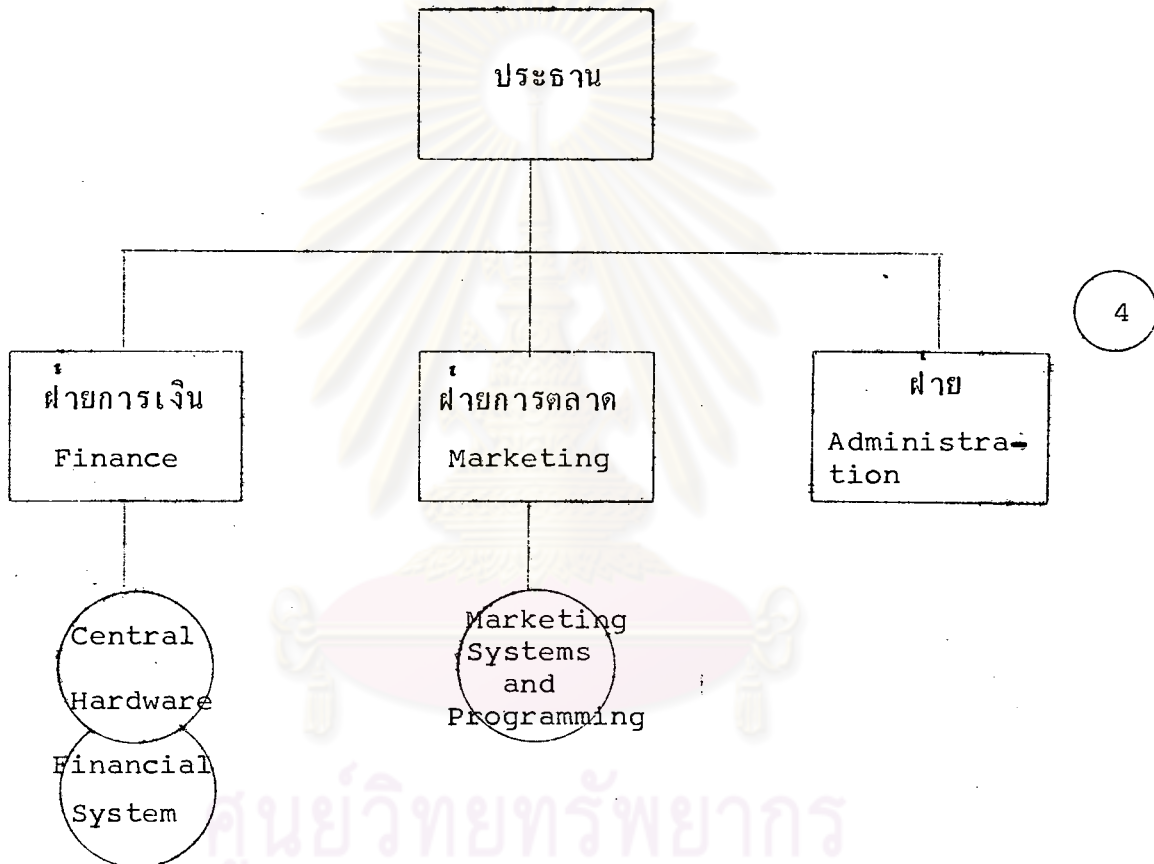 ประธาน
4
ฝ่ายการเงิน
Finance
ฝ่ายการตลาด
Marketing
ฝ่าย
Administra-
tion
Central
Hardware
Financial
System
Marketing
Systems
and
Programming
ศูนย์วิทยทรัพยากร